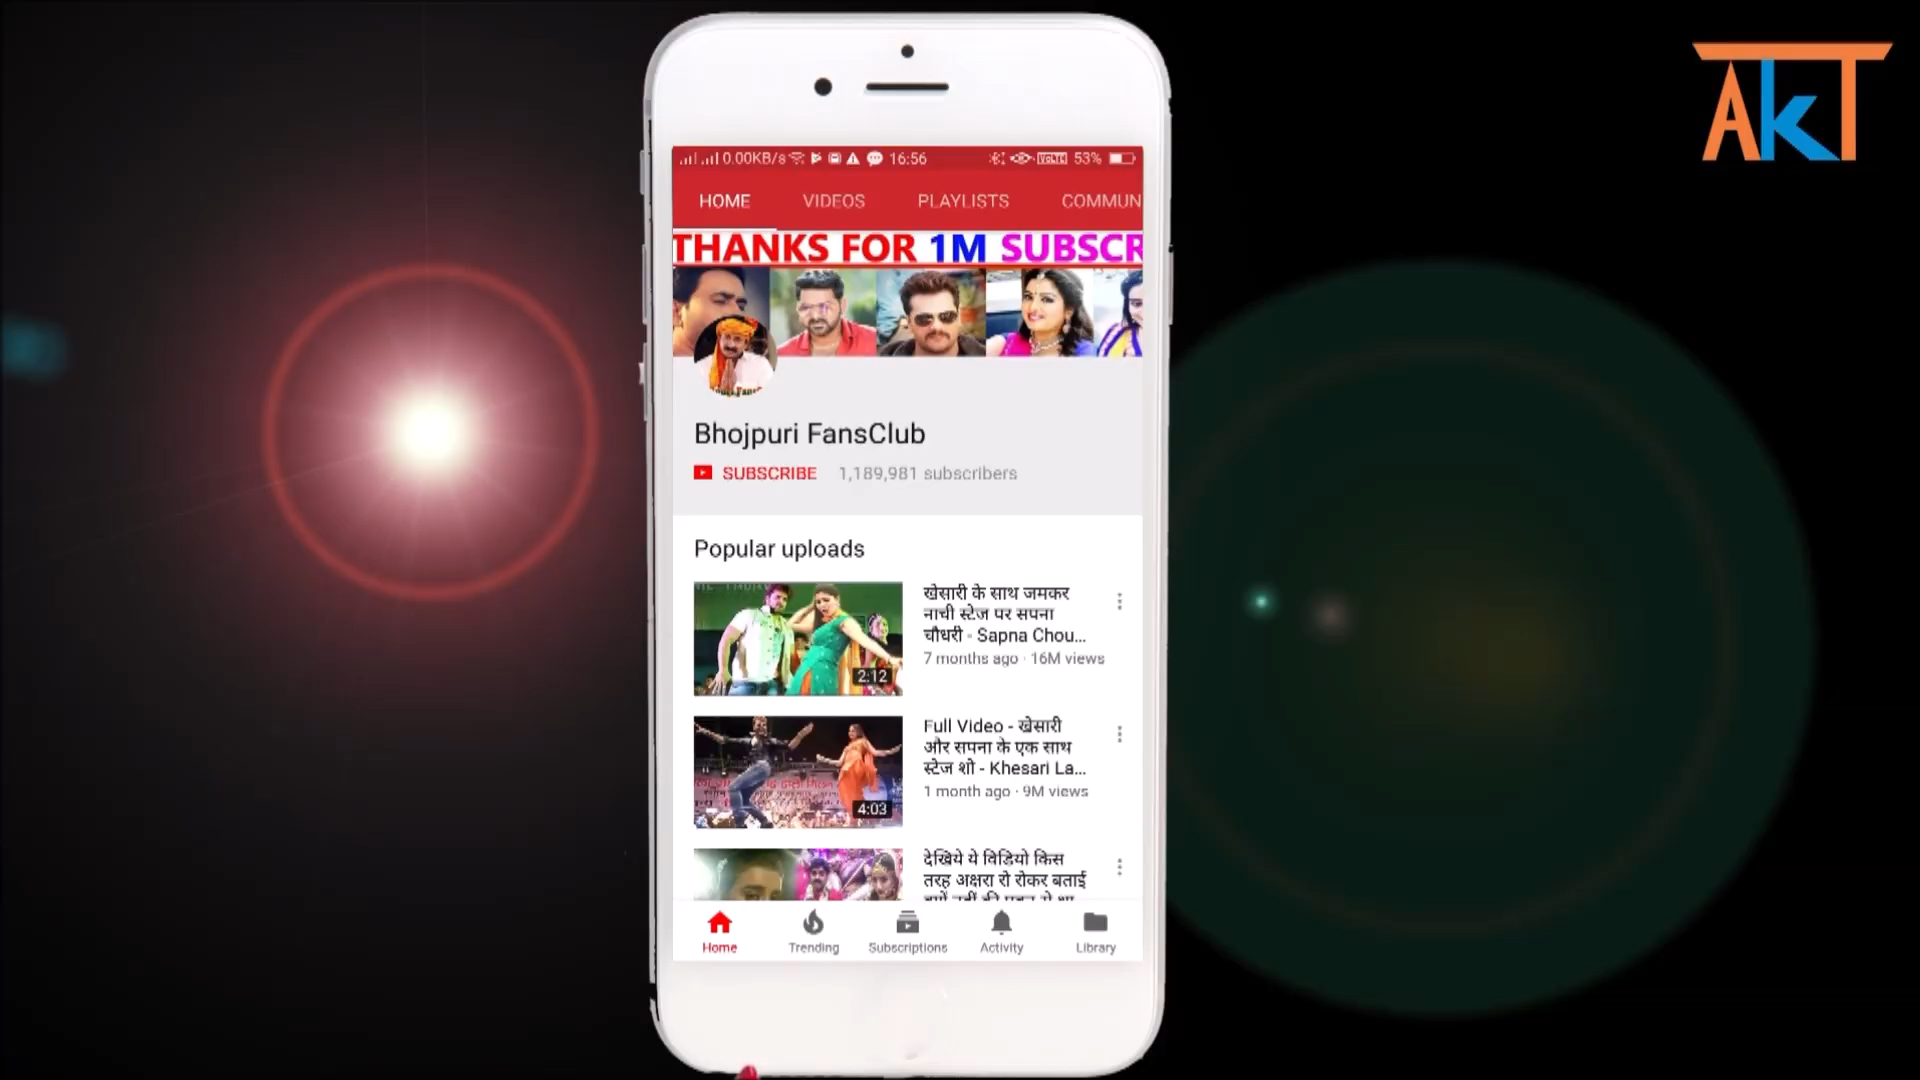 AKT
0.00KB/s 16:56 VoLTE 53%
HOME VIDEOS PLAYLISTS COMMUN
THANKS FOR 1M SUBSCR
Bhojpuri FansClub
SUBSCRIBE 1,189,981 subscribers
Popular uploads
खेसारी के साथ जमकर
नाची स्टेज पर सपना
चौधरी - Sapna Chou...
7 months ago · 16M views
2:12
Full Video - खेसारी
और सपना के एक साथ
स्टेज शो - Khesari La...
1 month ago · 9M views
4:03
देखिये ये विडियो किस
तरह अक्षरा रो रोकर बताई
Home Trending Subscriptions Activity Library